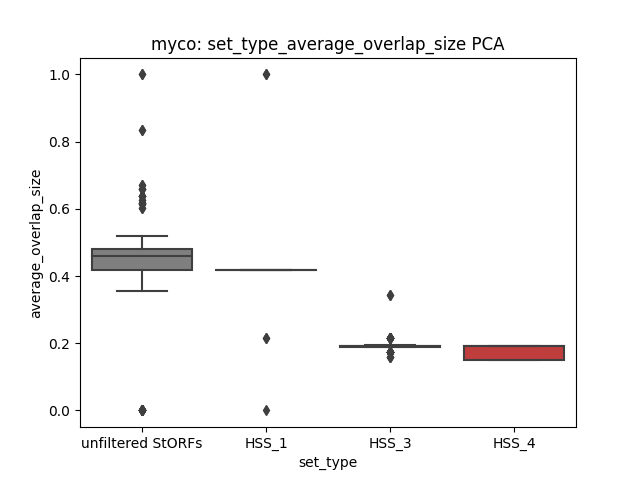 myco: set_type_average_overlap_size PCA
1.0
0.8
0.6
0.4
0.2
0.0
average_overlap_size
unfiltered StORFs HSS_1 HSS_3 HSS_4
set_type